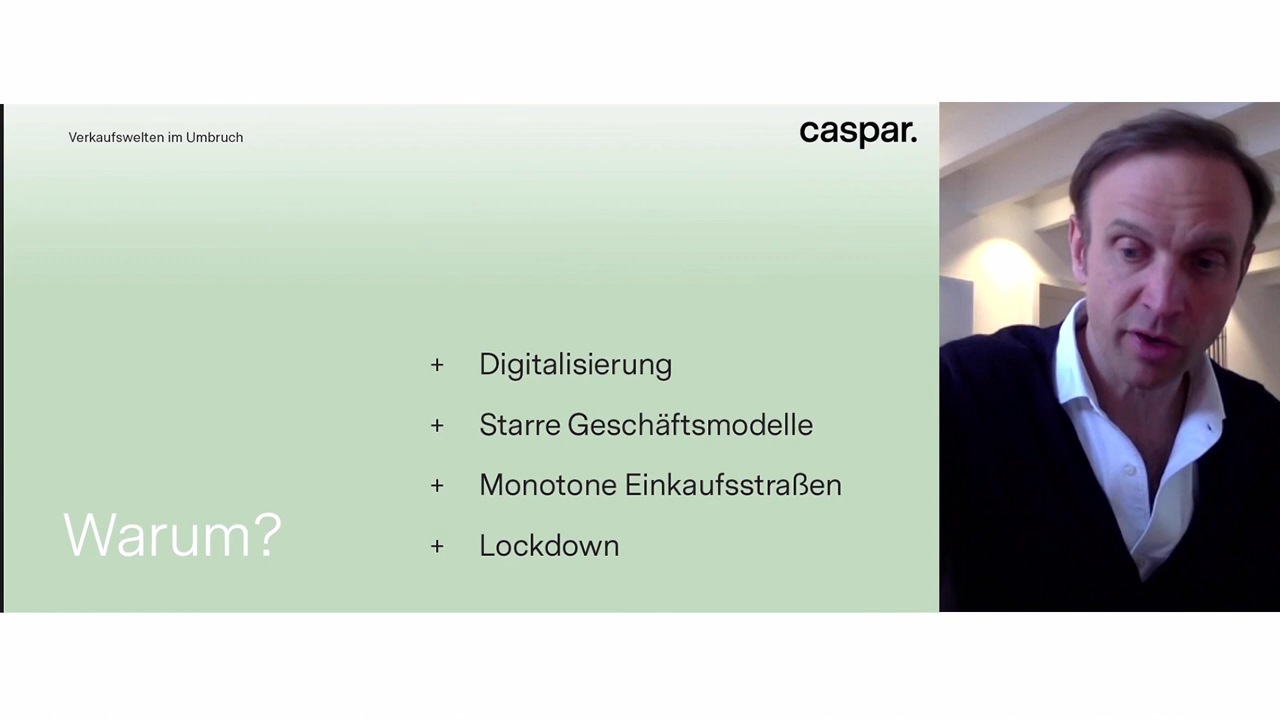 Verkaufswelten im Umbruch
caspar.
+ Digitalisierung
+ Starre Geschäftsmodelle
+ Monotone Einkaufsstraßen
+ Lockdown
Warum?